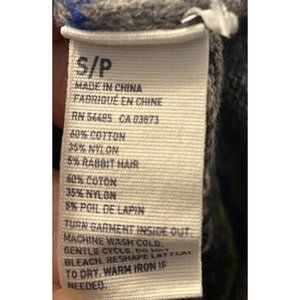 S/P
MADE IN CHINA
FABRIQUÉ EN CHINE
RN 54485 CA 03873
60% COTTON
35% NYLON
5% RABBIT HAIR
60% COTON
35% NYLON
5% POIL DE LAPIN
TURN GARMENT INSIDE OUT.
MACHINE WASH COLD,
GENTLE CYCLE. DO NOT
BLEACH. RESHAPE LAY FLAT
TO DRY. WARM IRON IF
NEEDED.